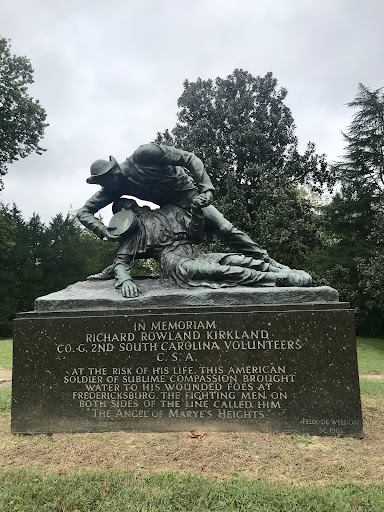 IN MEMORIAM
RICHARD ROWLAND KIRKLAND
CO. G, 2ND SOUTH CAROLINA VOLUNTEERS
C. S. A.
AT THE RISK OF HIS LIFE, THIS AMERICAN
SOLDIER OF SUBLIME COMPASSION BROUGHT
WATER TO HIS WOUNDED FOES AT
FREDERICKSBURG. THE FIGHTING MEN ON
BOTH SIDES OF THE LINE CALLED HIM
"THE ANGEL OF MARYE'S HEIGHTS."
FELIX DE WELDON
SC. 1965